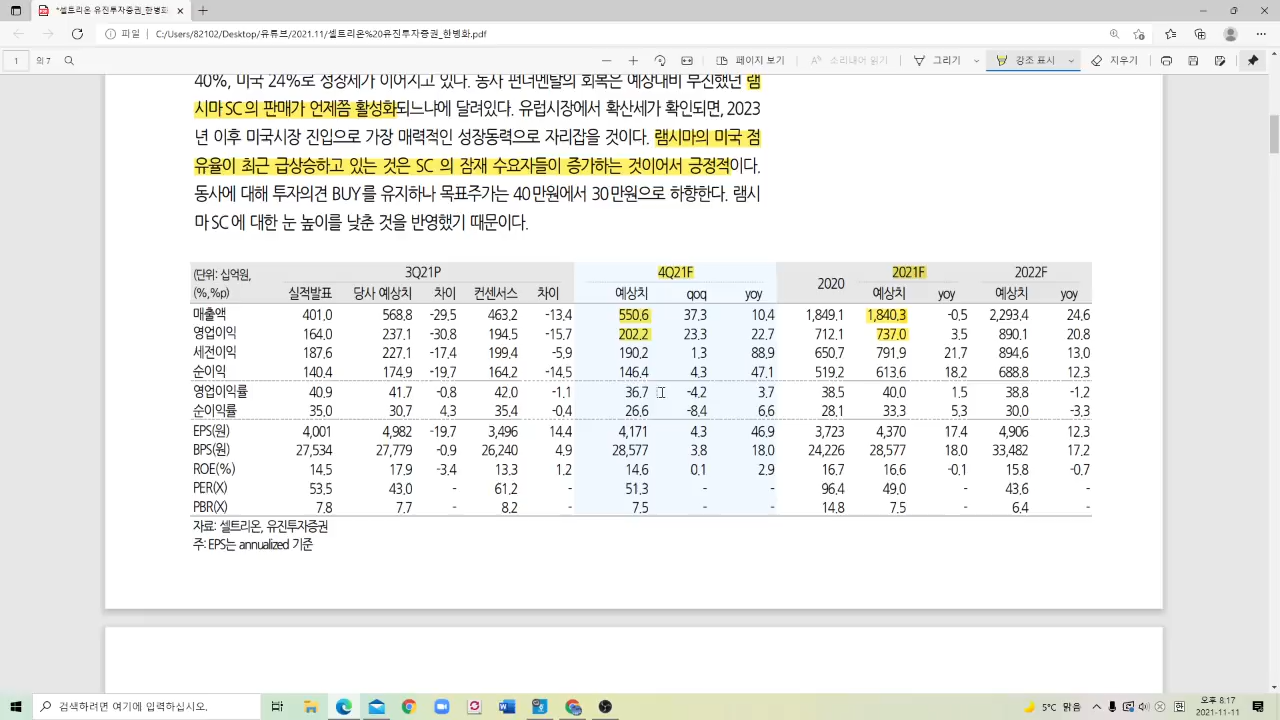 *셀트리온 유진투자증권_한병화
파일 C:/Users/82102/Desktop/유튜브/2021.11/셀트리온%20유진투자증권_한병화.pdf
1 의 7 페이지 보기 소리내어 읽기 그리기 강조 표시 지우기
40%, 미국 24%로 성장세가 이어지고 있다. 동사 펀더멘탈의 회복은 예상대비 부진했던 램
시마 SC의 판매가 언제쯤 활성화되느냐에 달려있다. 유럽시장에서 확산세가 확인되면, 2023
년 이후 미국시장 진입으로 가장 매력적인 성장동력으로 자리잡을 것이다. 램시마의 미국 점
유율이 최근 급상승하고 있는 것은 SC 의 잠재 수요자들이 증가하는 것이어서 긍정적이다.
동사에 대해 투자의견 BUY를 유지하나 목표주가는 40만원에서 30만원으로 하향한다. 램시
마 SC에 대한 눈 높이를 낮춘 것을 반영했기 때문이다.
(단위: 십억원, 3Q21P 4Q21F 2020 2021F 2022F
(%,%p) 실적발표 당사 예상치 차이 컨센서스 차이 예상치 qoq yoy 예상치 yoy 예상치 yoy
매출액 401.0 568.8 -29.5 463.2 -13.4 550.6 37.3 10.4 1,849.1 1,840.3 -0.5 2,293.4 24.6
영업이익 164.0 237.1 -30.8 194.5 -15.7 202.2 23.3 22.7 712.1 737.0 3.5 890.1 20.8
세전이익 187.6 227.1 -17.4 199.4 -5.9 190.2 1.3 88.9 650.7 791.9 21.7 894.6 13.0
순이익 140.4 174.9 -19.7 164.2 -14.5 146.4 4.3 47.1 519.2 613.6 18.2 688.8 12.3
영업이익률 40.9 41.7 -0.8 42.0 -1.1 36.7 -4.2 3.7 38.5 40.0 1.5 38.8 -1.2
순이익률 35.0 30.7 4.3 35.4 -0.4 26.6 -8.4 6.6 28.1 33.3 5.3 30.0 -3.3
EPS(원) 4,001 4,982 -19.7 3,496 14.4 4,171 4.3 46.9 3,723 4,370 17.4 4,906 12.3
BPS(원) 27,534 27,779 -0.9 26,240 4.9 28,577 3.8 18.0 24,226 28,577 18.0 33,482 17.2
ROE(%) 14.5 17.9 -3.4 13.3 1.2 14.6 0.1 2.9 16.7 16.6 -0.1 15.8 -0.7
PER(X) 53.5 43.0 - 61.2 - 51.3 - - 96.4 49.0 - 43.6 -
PBR(X) 7.8 7.7 - 8.2 - 7.5 - - 14.8 7.5 - 6.4 -
자료: 셀트리온, 유진투자증권
주: EPS는 annualized 기준
검색하려면 여기에 입력하십시오.
5℃ 맑음
오후 8:17
2021-11-11